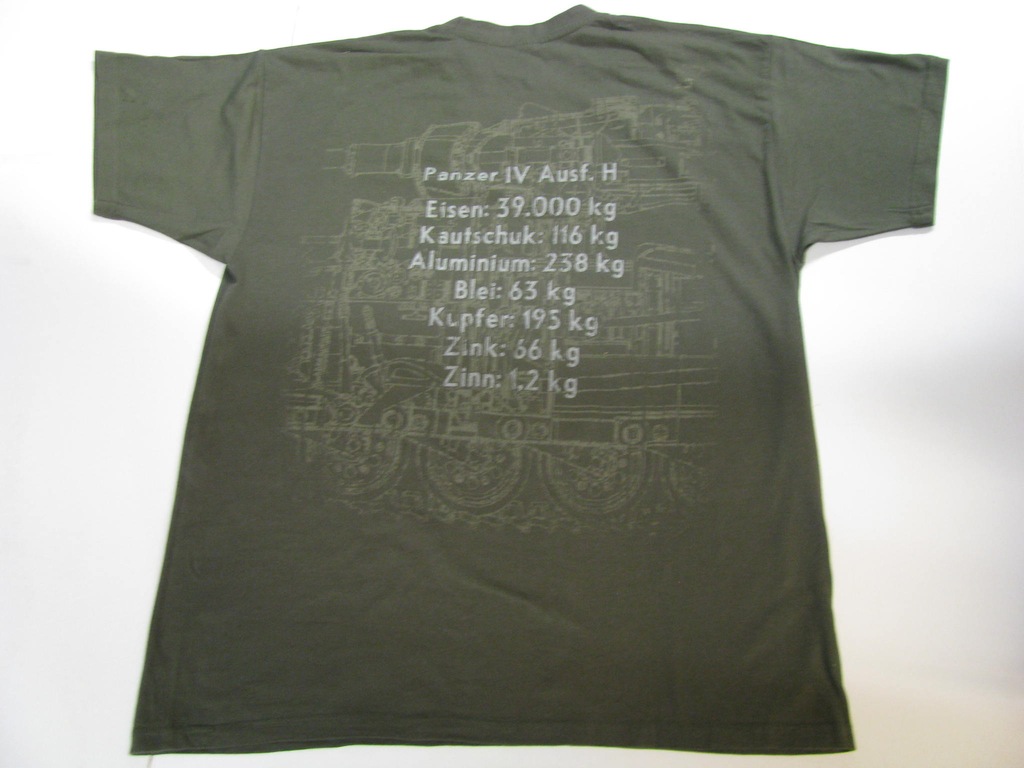 Panzer IV Ausf. H
Eisen: 39.000 kg
Kautschuk: 116 kg
Aluminium: 238 kg
Blei: 63 kg
Kupfer: 195 kg
Zink: 66 kg
Zinn: 1,2 kg